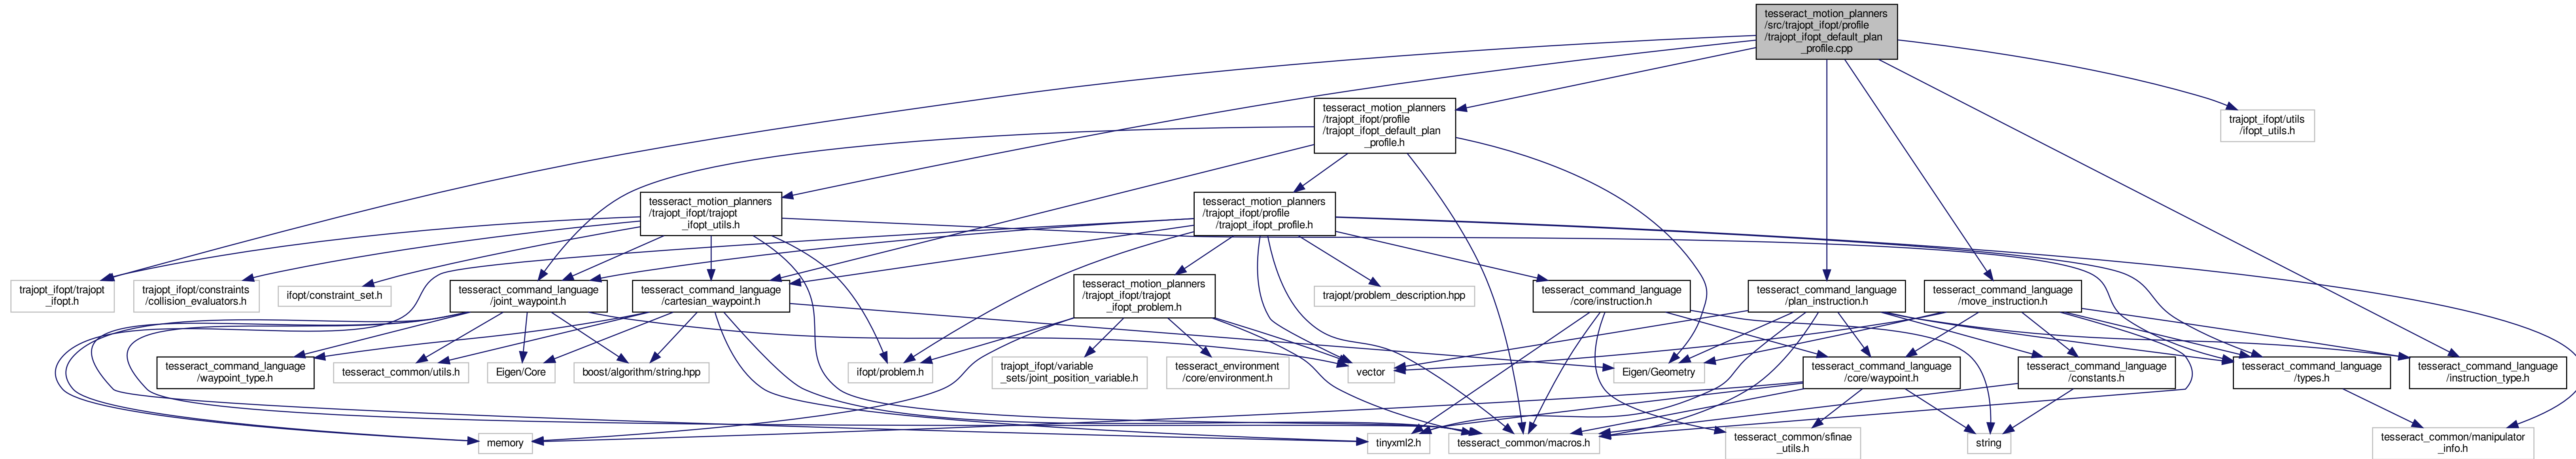 tesseract_motion_planners
/src/trajopt_ifopt/profile
/trajopt_ifopt_default_plan
_profile.cpp
tesseract_motion_planners
/trajopt_ifopt/profile
/trajopt_ifopt_default_plan
_profile.h
trajopt_ifopt/utils
/ifopt_utils.h
tesseract_motion_planners
/trajopt_ifopt/trajopt
_ifopt_utils.h
tesseract_motion_planners
/trajopt_ifopt/profile
/trajopt_ifopt_profile.h
trajopt_ifopt/trajopt
_ifopt.h
trajopt_ifopt/constraints
/collision_evaluators.h
ifopt/constraint_set.h
tesseract_command_language
/joint_waypoint.h
tesseract_command_language
/cartesian_waypoint.h
tesseract_motion_planners
/trajopt_ifopt/trajopt
_ifopt_problem.h
trajopt/problem_description.hpp
tesseract_command_language
/core/instruction.h
tesseract_command_language
/plan_instruction.h
tesseract_command_language
/move_instruction.h
tesseract_command_language
/waypoint_type.h
tesseract_common/utils.h
Eigen/Core
boost/algorithm/string.hpp
ifopt/problem.h
trajopt_ifopt/variable
_sets/joint_position_variable.h
tesseract_environment
/core/environment.h
vector
Eigen/Geometry
tesseract_command_language
/core/waypoint.h
tesseract_command_language
/constants.h
tesseract_command_language
/types.h
tesseract_command_language
/instruction_type.h
memory
tinyxml2.h
tesseract_common/macros.h
tesseract_common/sfinae
_utils.h
string
tesseract_common/manipulator
_info.h